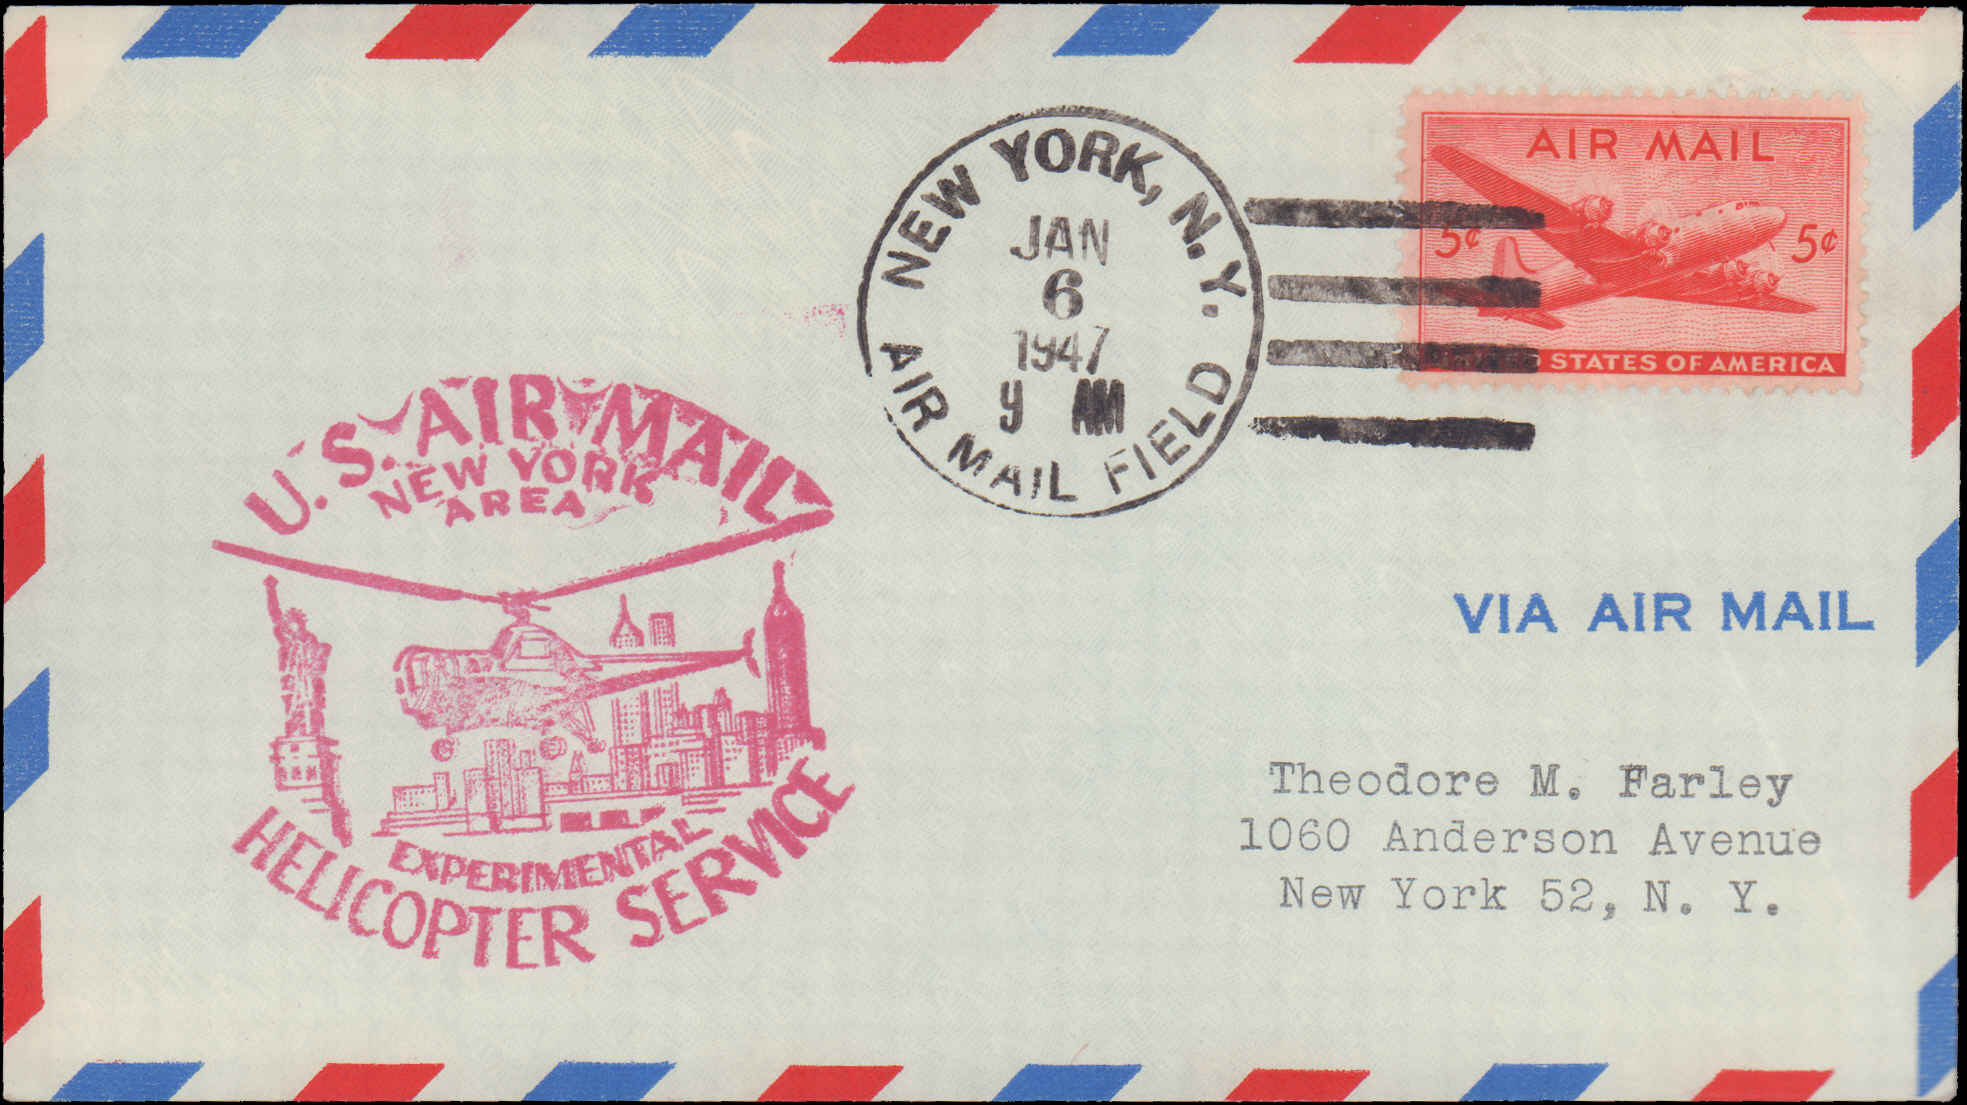 NEW YORK, N.Y.
JAN
6
1947
9 AM
AIR MAIL FIELD
AIR MAIL
5¢ 5¢
STATES OF AMERICA
U.S. AIR MAIL
NEW YORK
AREA
EXPERIMENTAL
HELICOPTER SERVICE
VIA AIR MAIL
Theodore M. Farley
1060 Anderson Avenue
New York 52, N. Y.